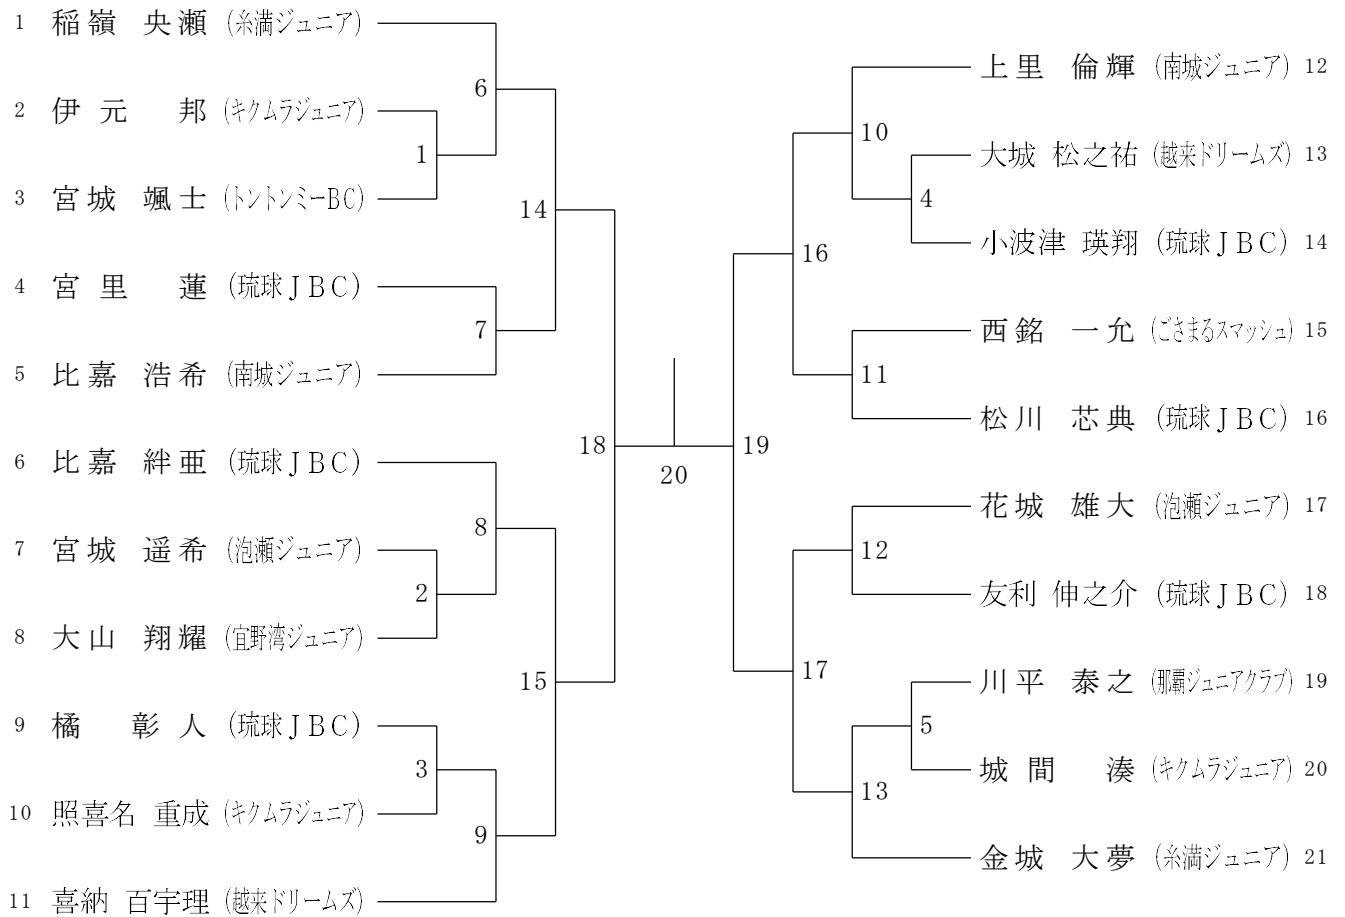 1 稲嶺 央瀬 (糸満ジュニア)
2 伊元 邦 (キクムラジュニア)
3 宮城 颯士 (トントンミーBC)
4 宮里 蓮 (琉球ＪＢＣ)
5 比嘉 浩希 (南城ジュニア)
6 比嘉 絆亜 (琉球ＪＢＣ)
7 宮城 遥希 (泡瀬ジュニア)
8 大山 翔耀 (宜野湾ジュニア)
9 橘 彰人 (琉球ＪＢＣ)
10 照喜名 重成 (キクムラジュニア)
11 喜納 百宇理 (越来ドリームズ)
6
1
14
7
18
8
2
15
3
9
20
19
10
4
16
11
12
17
5
13
上里 倫輝 (南城ジュニア) 12
大城 松之祐 (越来ドリームズ) 13
小波津 瑛翔 (琉球ＪＢＣ) 14
西銘 一允 (ごさまるスマッシュ) 15
松川 芯典 (琉球ＪＢＣ) 16
花城 雄大 (泡瀬ジュニア) 17
友利 伸之介 (琉球ＪＢＣ) 18
川平 泰之 (那覇ジュニアクラブ) 19
城間 湊 (キクムラジュニア) 20
金城 大夢 (糸満ジュニア) 21